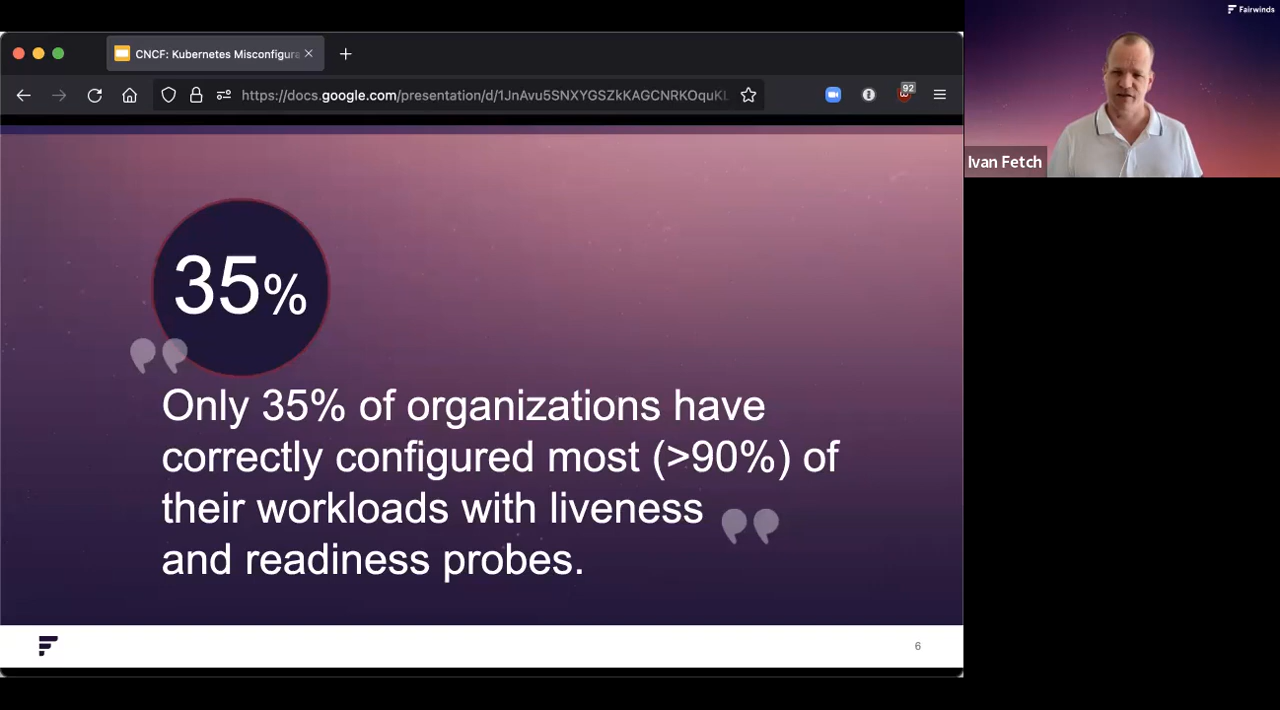 CNCF: Kubernetes Misconfigura
https://docs.google.com/presentation/d/1JnAvu5SNXYGSZkKAGCNRKOquKL
92
Fairwinds
Ivan Fetch
35%
Only 35% of organizations have
correctly configured most (>90%) of
their workloads with liveness
and readiness probes.
6